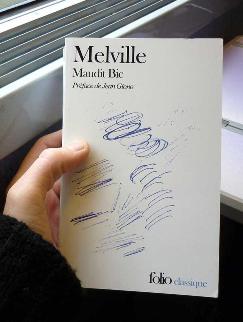 Melville
Maudit Bic
Préface de Jean Giono
folio classique